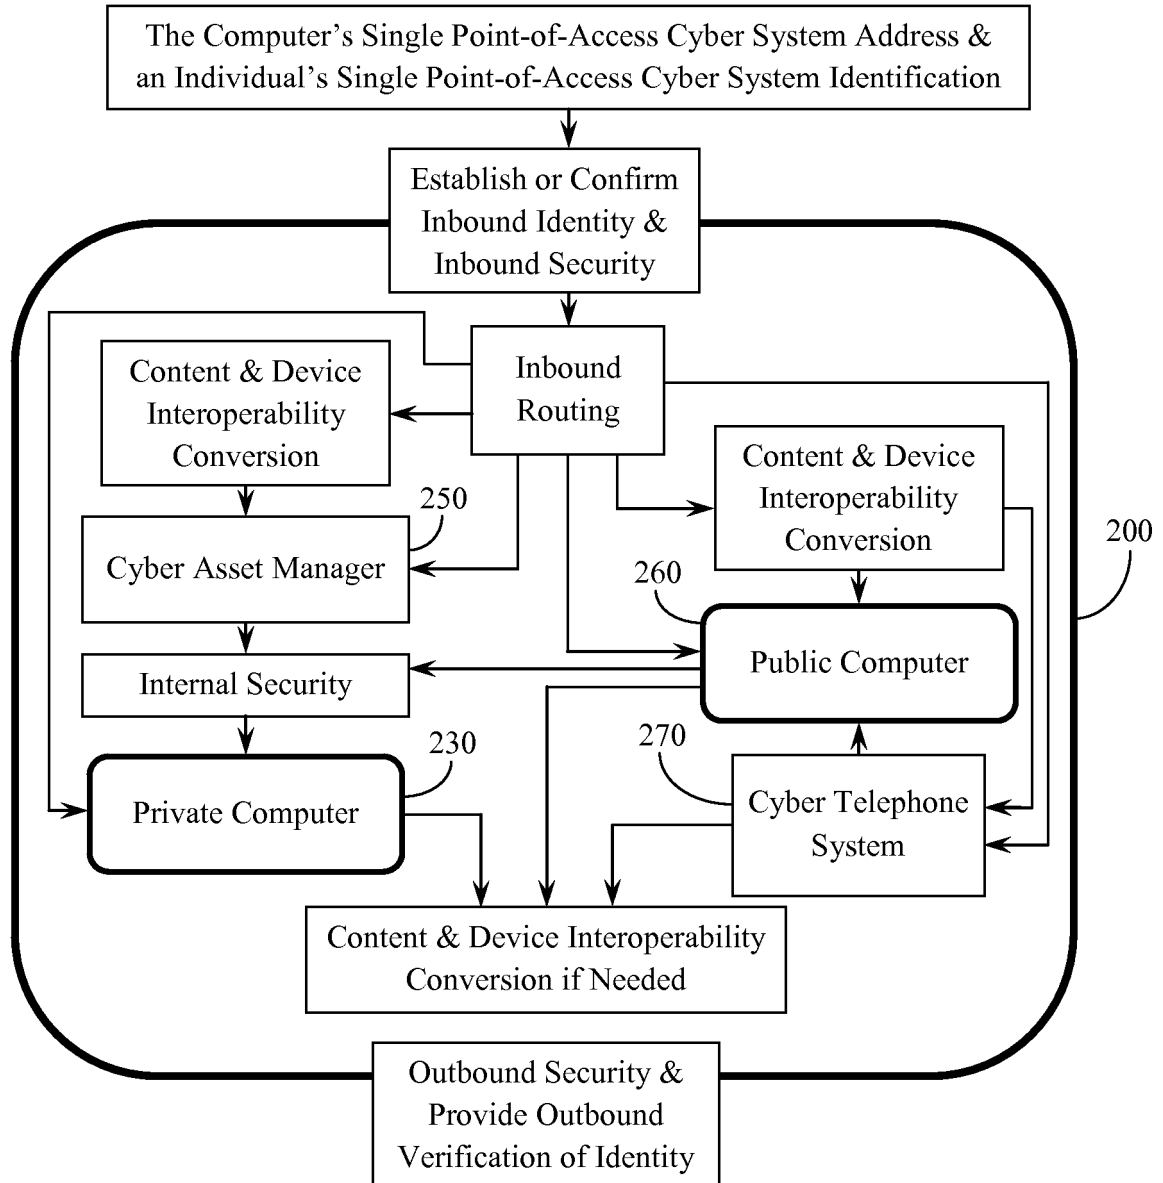 The Computer’s Single Point-of-Access Cyber System Address &
an Individual’s Single Point-of-Access Cyber System Identification
Establish or Confirm
Inbound Identity &
Inbound Security
Inbound
Routing
Content & Device
Interoperability
Conversion
Content & Device
Interoperability
Conversion
250
200
Cyber Asset Manager
260
Public Computer
Internal Security
230
270
Private Computer
Cyber Telephone
System
Content & Device Interoperability
Conversion if Needed
Outbound Security &
Provide Outbound
Verification of Identity